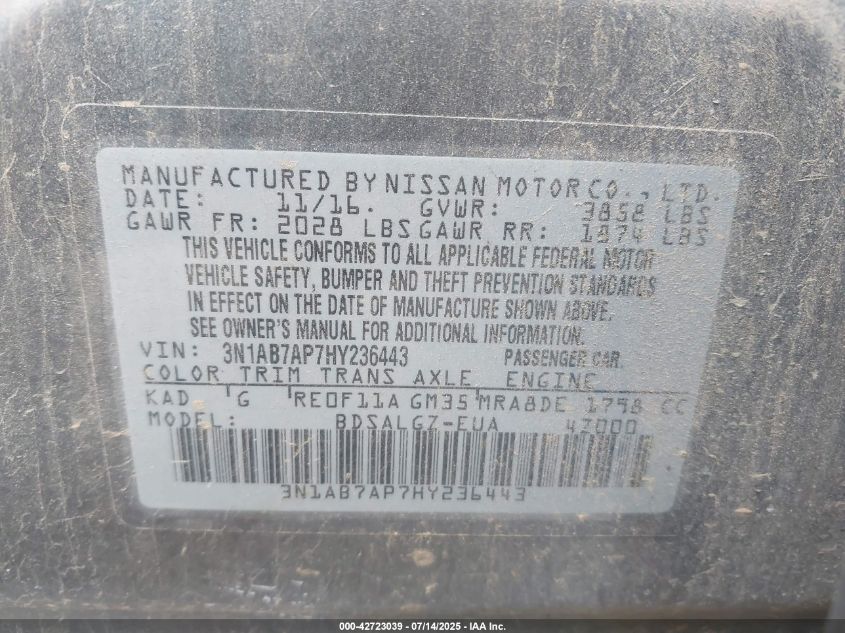 MANUFACTURED BY NISSAN MOTOR CO., LTD.
DATE: 11/16. GVWR: 3858 LBS
GAWR FR: 2028 LBS GAWR RR: 1874 LBS
THIS VEHICLE CONFORMS TO ALL APPLICABLE FEDERAL MOTOR
VEHICLE SAFETY, BUMPER AND THEFT PREVENTION STANDARDS
IN EFFECT ON THE DATE OF MANUFACTURE SHOWN ABOVE.
SEE OWNER'S MANUAL FOR ADDITIONAL INFORMATION.
VIN: 3N1AB7AP7HY236443 PASSENGER CAR.
COLOR TRIM TRANS AXLE ENGINE
KAD G RE0F11A GM35 MRA8DE 1798 CC
MODEL: BDSALGZ-EUA 4Z000
3N1AB7AP7HY236443
000-42723039 - 07/14/2025 - IAA Inc.